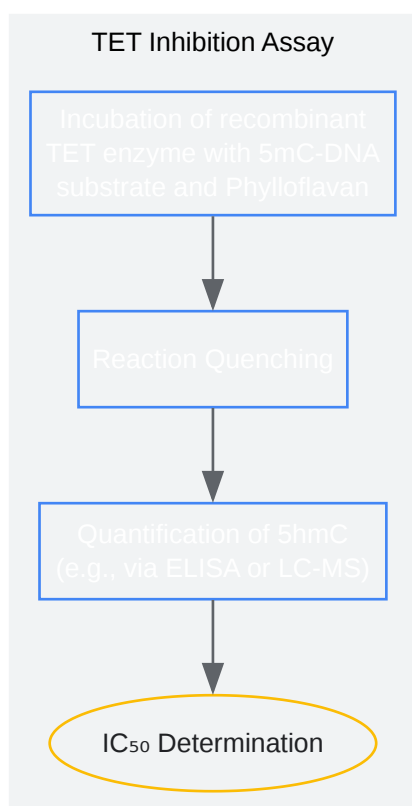 TET Inhibition Assay
Incubation of recombinant
TET enzyme with 5mC-DNA
substrate and Phylloflavan
Reaction Quenching
Quantification of 5hmC
(e.g., via ELISA or LC-MS)
IC₅₀ Determination